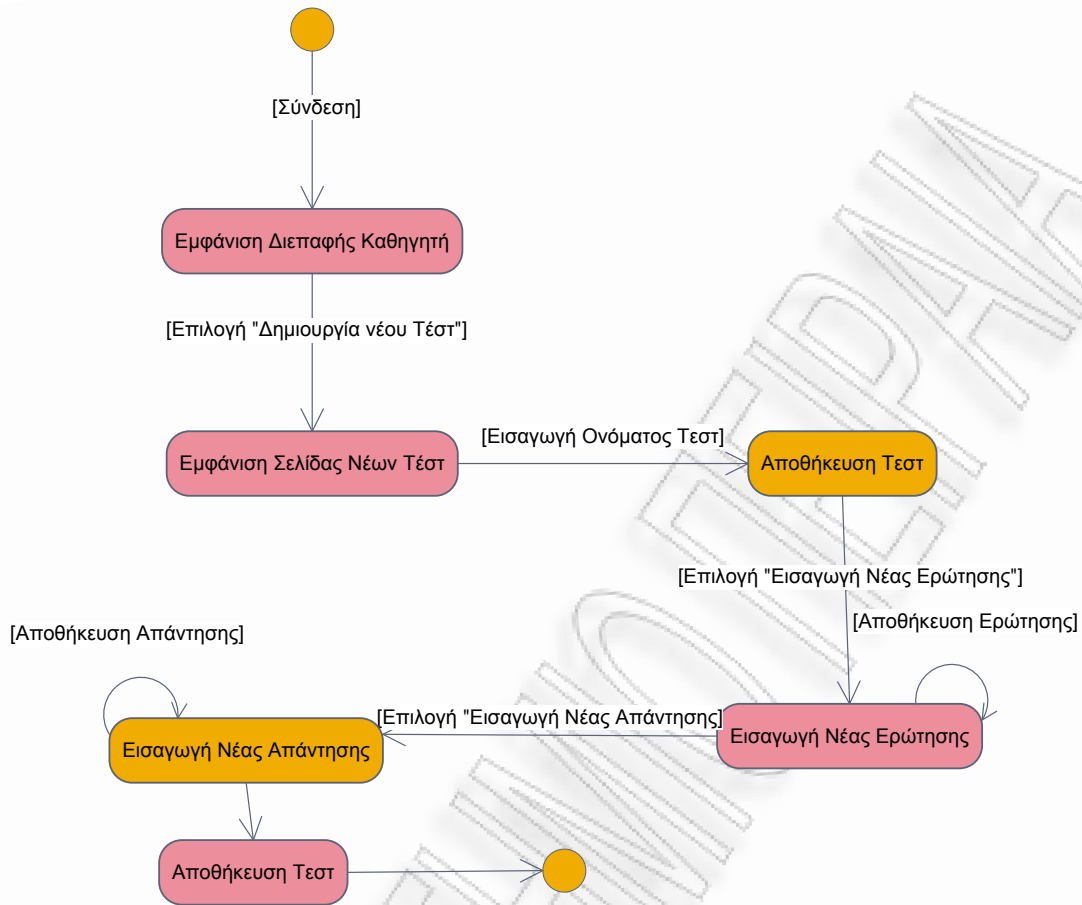 [Σύνδεση]
Εμφάνιση Διεπαφής Καθηγητή
[Επιλογή "Δημιουργία νέου Τέστ"]
Εμφάνιση Σελίδας Νέων Τέστ
[Εισαγωγή Ονόματος Τεστ]
Αποθήκευση Τεστ
[Επιλογή "Εισαγωγή Νέας Ερώτησης"]
[Αποθήκευση Ερώτησης]
[Αποθήκευση Απάντησης]
Εισαγωγή Νέας Ερώτησης
[Επιλογή "Εισαγωγή Νέας Απάντησης]
Εισαγωγή Νέας Απάντησης
Αποθήκευση Τεστ